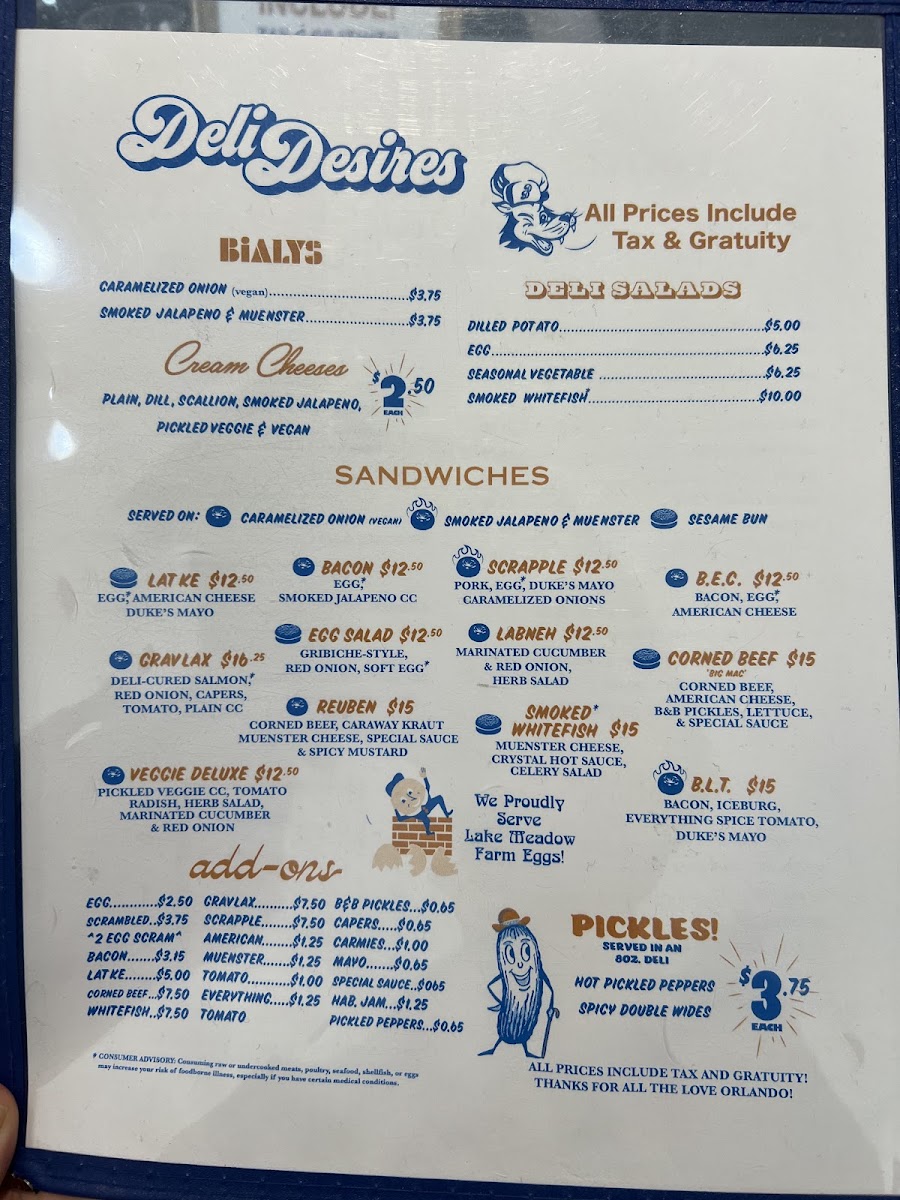 Deli Desires
All Prices Include
Tax & Gratuity
BiALYS
CARAMELIZED ONION (vegan)........................................$3.75
SMOKED JALAPENO & MUENSTER..............................$3.75
Cream Cheeses
$2.50
EACH
PLAIN, DILL, SCALLION, SMOKED JALAPENO,
PICKLED VEGGIE & VEGAN
DELI SALADS
DILLED POTATO............................................................$5.00
EGG................................................................................$6.25
SEASONAL VEGETABLE ................................................$6.25
SMOKED WHITEFISH*..................................................$10.00
SANDWICHES
SERVED ON: CARAMELIZED ONION (VEGAN) SMOKED JALAPENO & MUENSTER SESAME BUN
LATKE $12.50
EGG,* AMERICAN CHEESE
DUKE'S MAYO
BACON $12.50
EGG,*
SMOKED JALAPENO CC
SCRAPPLE $12.50
PORK, EGG,* DUKE'S MAYO
CARAMELIZED ONIONS
B.E.C. $12.50
BACON, EGG,*
AMERICAN CHEESE
GRAVLAX $16.25
DELI-CURED SALMON,*
RED ONION, CAPERS,
TOMATO, PLAIN CC
EGG SALAD $12.50
GRIBICHE-STYLE,
RED ONION, SOFT EGG*
LABNEH $12.50
MARINATED CUCUMBER
& RED ONION,
HERB SALAD
CORNED BEEF $15
'BIG MAC'
CORNED BEEF,
AMERICAN CHEESE,
B&B PICKLES, LETTUCE,
& SPECIAL SAUCE
REUBEN $15
CORNED BEEF, CARAWAY KRAUT
MUENSTER CHEESE, SPECIAL SAUCE
& SPICY MUSTARD
SMOKED*
WHITEFISH $15
MUENSTER CHEESE,
CRYSTAL HOT SAUCE,
CELERY SALAD
VEGGIE DELUXE $12.50
PICKLED VEGGIE CC, TOMATO
RADISH, HERB SALAD,
MARINATED CUCUMBER
& RED ONION
B.L.T. $15
BACON, ICEBURG,
EVERYTHING SPICE TOMATO,
DUKE'S MAYO
We Proudly
Serve
Lake Meadow
Farm Eggs!
add-ons
EGG............$2.50
SCRAMBLED..$3.75
^2 EGG SCRAM^
BACON.......$3.15
LATKE.......$5.00
CORNED BEEF...$7.50
WHITEFISH..$7.50
GRAVLAX..........$7.50
SCRAPPLE........$7.50
AMERICAN.......$1.25
MUENSTER.......$1.25
TOMATO...........$1.00
EVERYTHING.....$1.25
TOMATO
B&B PICKLES...$0.65
CAPERS.....$0.65
CARMIES...$1.00
MAYO.......$0.65
SPECIAL SAUCE..$065
HAB. JAM...$1.25
PICKLED PEPPERS...$0.65
PICKLES!
SERVED IN AN
8OZ. DELI
HOT PICKLED PEPPERS
SPICY DOUBLE WIDES
$3.75
EACH
* CONSUMER ADVISORY: Consuming raw or undercooked meats, poultry, seafood, shellfish, or eggs
may increase your risk of foodborne illness, especially if you have certain medical conditions.
ALL PRICES INCLUDE TAX AND GRATUITY!
THANKS FOR ALL THE LOVE ORLANDO!